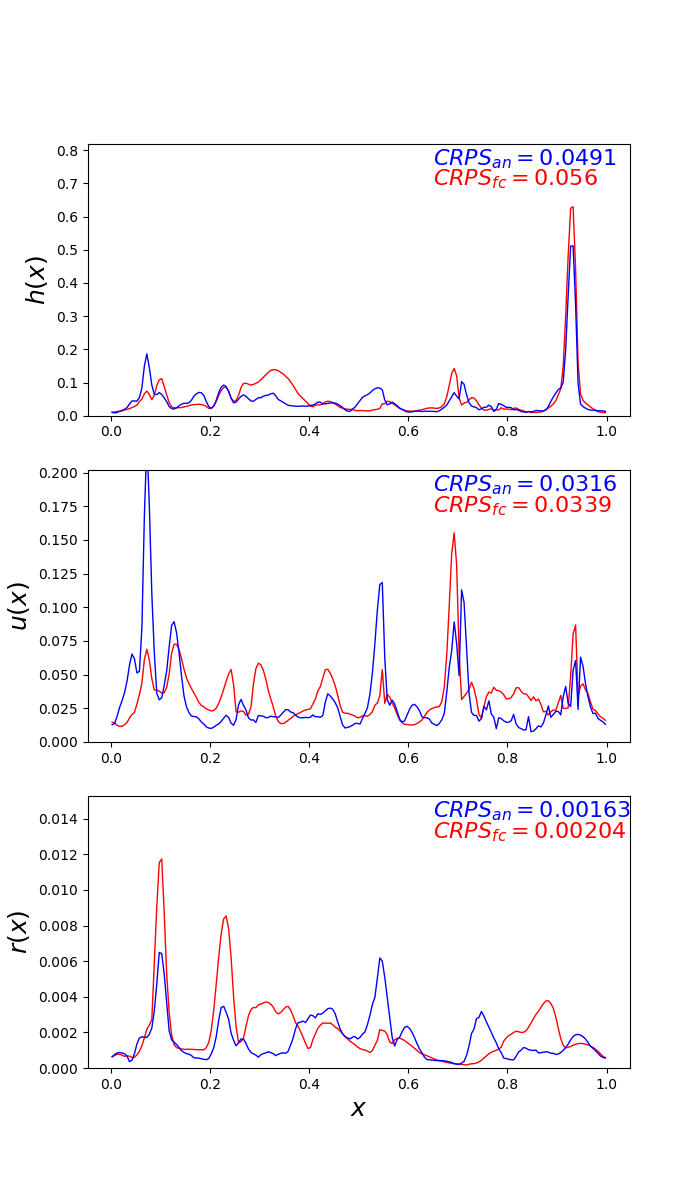 0.8
0.7
0.6
0.5
0.4
0.3
0.2
0.1
0.0
h(x)
CRPS_an = 0.0491
CRPS_fc = 0.056
0.0 0.2 0.4 0.6 0.8 1.0
0.200
0.175
0.150
0.125
0.100
0.075
0.050
0.025
0.000
u(x)
CRPS_an = 0.0316
CRPS_fc = 0.0339
0.0 0.2 0.4 0.6 0.8 1.0
0.014
0.012
0.010
0.008
0.006
0.004
0.002
0.000
r(x)
CRPS_an = 0.00163
CRPS_fc = 0.00204
0.0 0.2 0.4 0.6 0.8 1.0
x